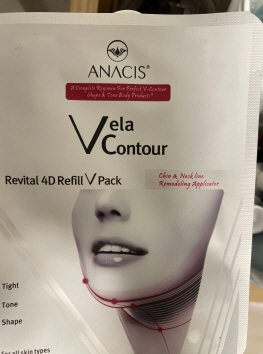 ANACIS®
A Complete Regimen For Perfect V-Contour
Shape & Tone Body Products
Vela
Contour
Revital 4D Refill V Pack
Chin & Neck line
Remodeling Applicator
Tight
Tone
Shape
For all skin types